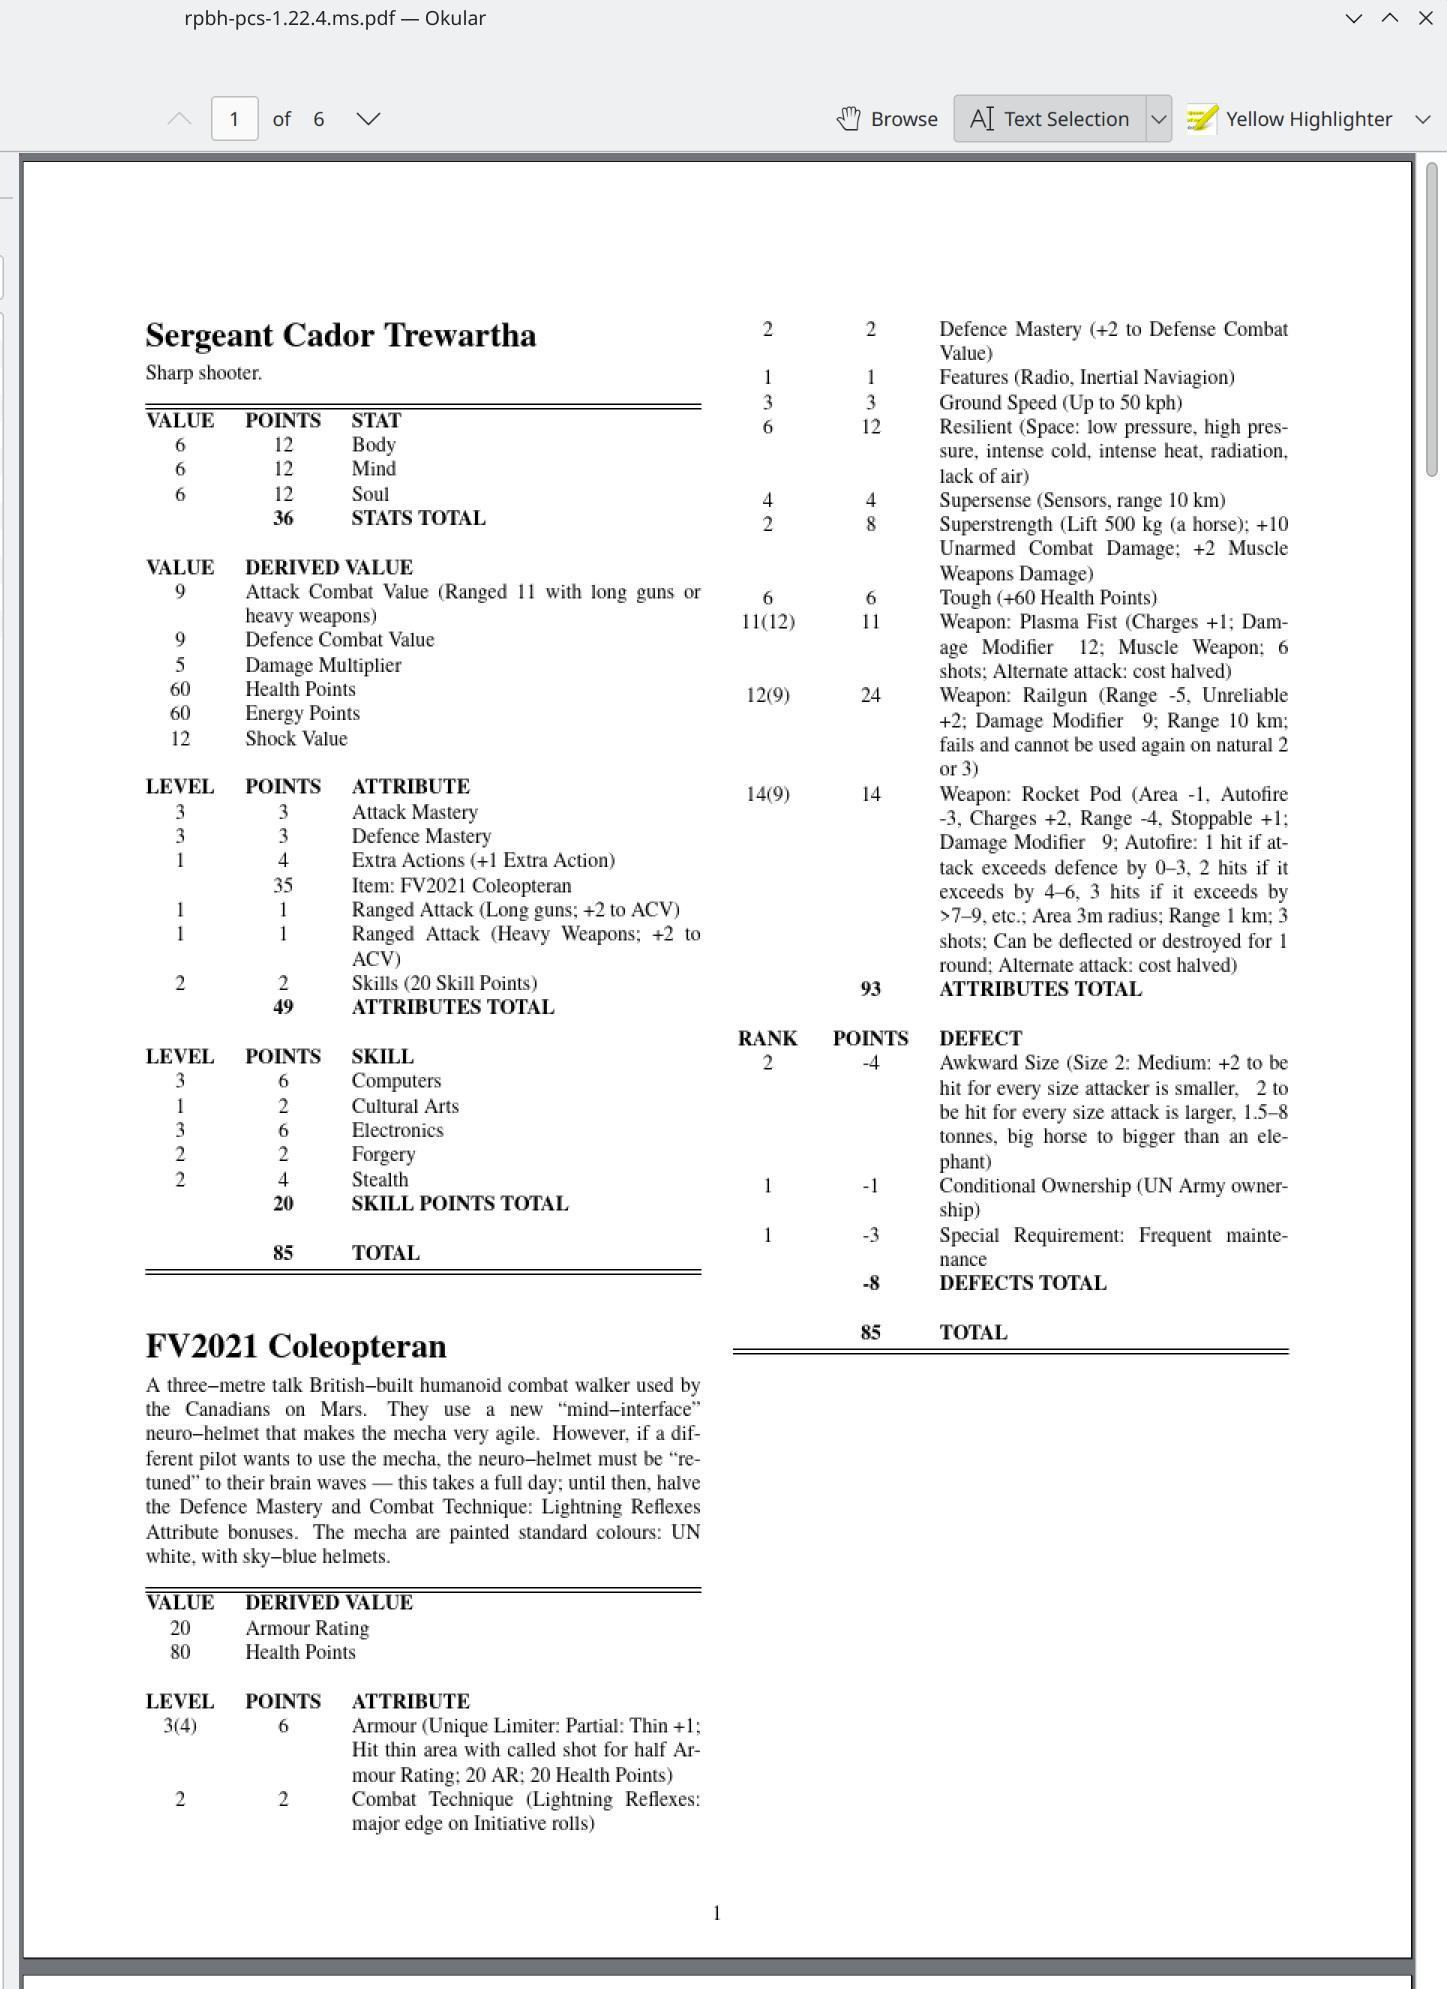 rpbh-pcs-1.22.4.ms.pdf — Okular
1 of 6
Browse
Text Selection
Yellow Highlighter
Sergeant Cador Trewartha
Sharp shooter.
VALUE POINTS STAT
6 12 Body
6 12 Mind
6 12 Soul
36 STATS TOTAL
VALUE DERIVED VALUE
9 Attack Combat Value (Ranged 11 with long guns or
heavy weapons)
9 Defence Combat Value
5 Damage Multiplier
60 Health Points
60 Energy Points
12 Shock Value
LEVEL POINTS ATTRIBUTE
3 3 Attack Mastery
3 3 Defence Mastery
1 4 Extra Actions (+1 Extra Action)
35 Item: FV2021 Coleopteran
1 1 Ranged Attack (Long guns; +2 to ACV)
1 1 Ranged Attack (Heavy Weapons; +2 to
ACV)
2 2 Skills (20 Skill Points)
49 ATTRIBUTES TOTAL
LEVEL POINTS SKILL
3 6 Computers
1 2 Cultural Arts
3 6 Electronics
2 2 Forgery
2 4 Stealth
20 SKILL POINTS TOTAL
85 TOTAL
FV2021 Coleopteran
A three–metre talk British–built humanoid combat walker used by
the Canadians on Mars. They use a new “mind–interface”
neuro–helmet that makes the mecha very agile. However, if a dif-
ferent pilot wants to use the mecha, the neuro–helmet must be “re-
tuned” to their brain waves — this takes a full day; until then, halve
the Defence Mastery and Combat Technique: Lightning Reflexes
Attribute bonuses. The mecha are painted standard colours: UN
white, with sky–blue helmets.
VALUE DERIVED VALUE
20 Armour Rating
80 Health Points
LEVEL POINTS ATTRIBUTE
3(4) 6 Armour (Unique Limiter: Partial: Thin +1;
Hit thin area with called shot for half Ar-
mour Rating; 20 AR; 20 Health Points)
2 2 Combat Technique (Lightning Reflexes:
major edge on Initiative rolls)
2 2 Defence Mastery (+2 to Defense Combat
Value)
1 1 Features (Radio, Inertial Naviagion)
3 3 Ground Speed (Up to 50 kph)
6 12 Resilient (Space: low pressure, high pres-
sure, intense cold, intense heat, radiation,
lack of air)
4 4 Supersense (Sensors, range 10 km)
2 8 Superstrength (Lift 500 kg (a horse); +10
Unarmed Combat Damage; +2 Muscle
Weapons Damage)
6 6 Tough (+60 Health Points)
11(12) 11 Weapon: Plasma Fist (Charges +1; Dam-
age Modifier 12; Muscle Weapon; 6
shots; Alternate attack: cost halved)
12(9) 24 Weapon: Railgun (Range -5, Unreliable
+2; Damage Modifier 9; Range 10 km;
fails and cannot be used again on natural 2
or 3)
14(9) 14 Weapon: Rocket Pod (Area -1, Autofire
-3, Charges +2, Range -4, Stoppable +1;
Damage Modifier 9; Autofire: 1 hit if at-
tack exceeds defence by 0–3, 2 hits if it
exceeds by 4–6, 3 hits if it exceeds by
>7–9, etc.; Area 3m radius; Range 1 km; 3
shots; Can be deflected or destroyed for 1
round; Alternate attack: cost halved)
93 ATTRIBUTES TOTAL
RANK POINTS DEFECT
2 -4 Awkward Size (Size 2: Medium: +2 to be
hit for every size attacker is smaller, 2 to
be hit for every size attack is larger, 1.5–8
tonnes, big horse to bigger than an ele-
phant)
1 -1 Conditional Ownership (UN Army owner-
ship)
1 -3 Special Requirement: Frequent mainte-
nance
-8 DEFECTS TOTAL
85 TOTAL
1